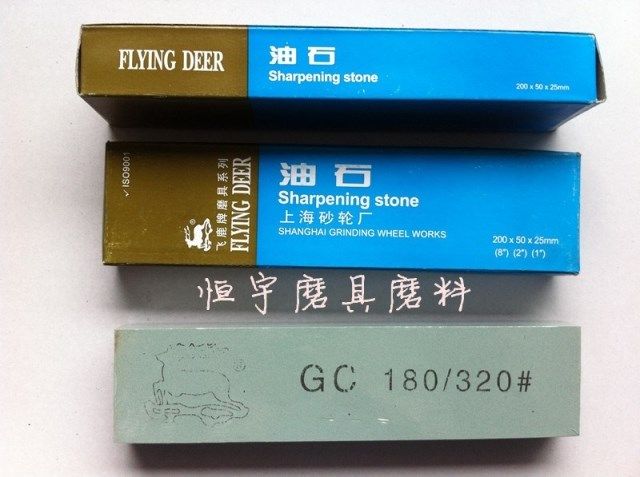 FLYING DEER
油石
Sharpening stone
200 x 50 x 25mm
✓ISO9001
飞鹿牌磨具系列
FLYING DEER
油石
Sharpening stone
上海砂轮厂
SHANGHAI GRINDING WHEEL WORKS
200 x 50 x 25mm
(8") (2") (1")
恒宇磨具磨料
GC 180/320#